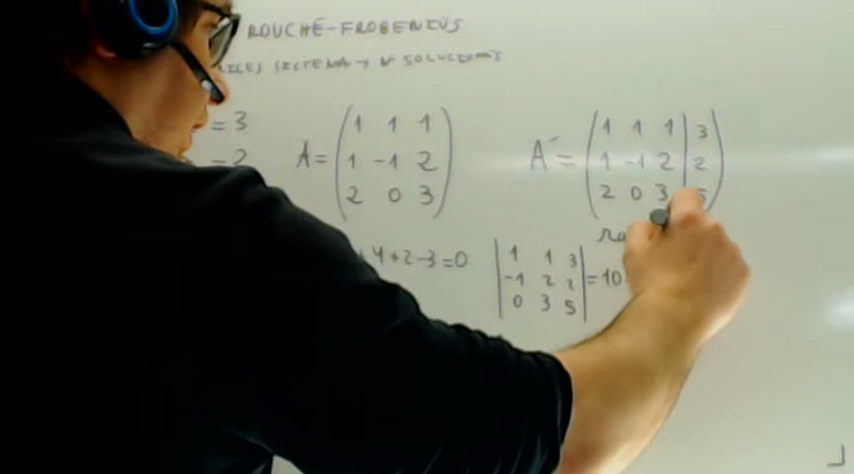 ROUCHÉ-FROBENIUS
SISTEMA → Nº SOLUCIONES
= 3
= 2
A = ( 1 1 1
1 -1 2
2 0 3 )
A´ = ( 1 1 1 | 3
1 -1 2 | 2
2 0 3 | 5 )
4+2-3=0
| 1 1 3
-1 2 2
0 3 5 | = 10